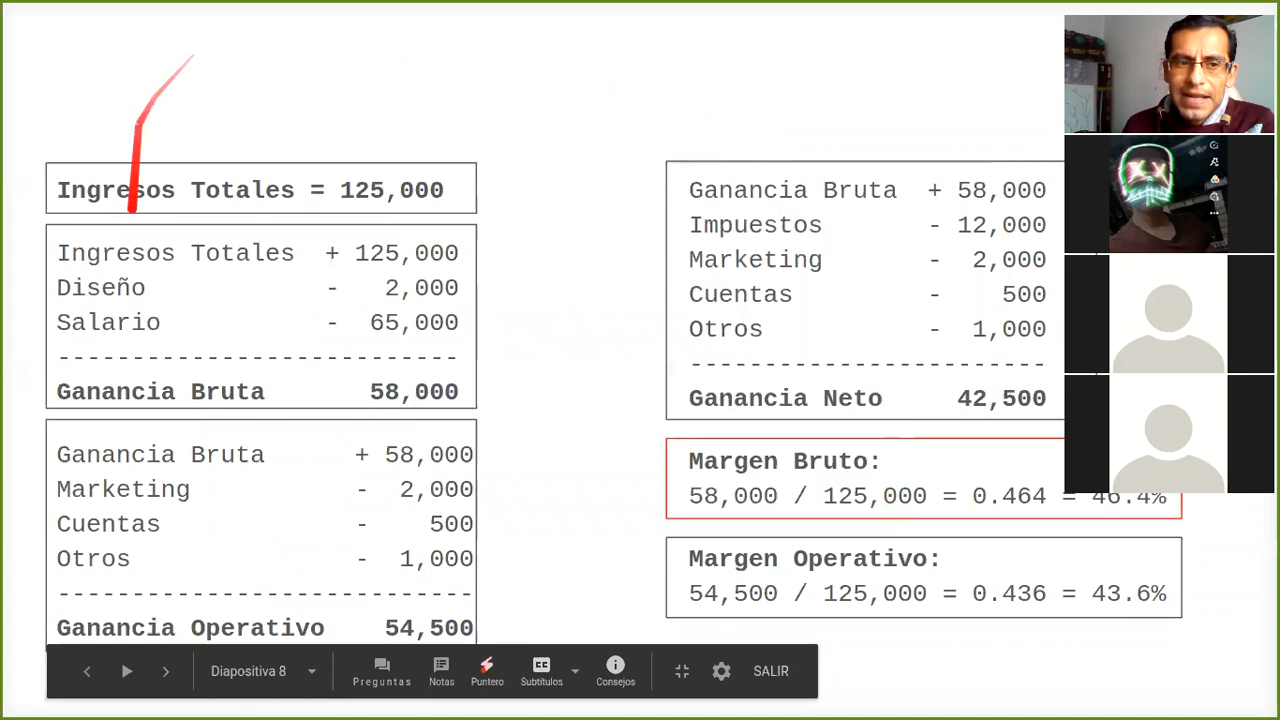 Ingresos Totales = 125,000
Ingresos Totales + 125,000
Diseño - 2,000
Salario - 65,000
---------------------------
Ganancia Bruta 58,000
Ganancia Bruta + 58,000
Marketing - 2,000
Cuentas - 500
Otros - 1,000
----------------------------
Ganancia Operativo 54,500
Ganancia Bruta + 58,000
Impuestos - 12,000
Marketing - 2,000
Cuentas - 500
Otros - 1,000
------------------------
Ganancia Neto 42,500
Margen Bruto:
58,000 / 125,000 = 0.464 = 46.4%
Margen Operativo:
54,500 / 125,000 = 0.436 = 43.6%
Diapositiva 8
Preguntas
Notas
Puntero
CC
Subtítulos
Consejos
SALIR